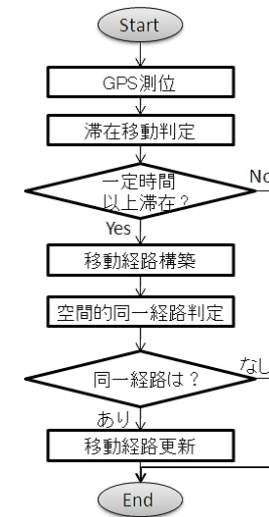 Start
GPS測位
滞在移動判定
一定時間
以上滞在？
No
Yes
移動経路構築
空間的同一経路判定
同一経路は？
なし
あり
移動経路更新
End